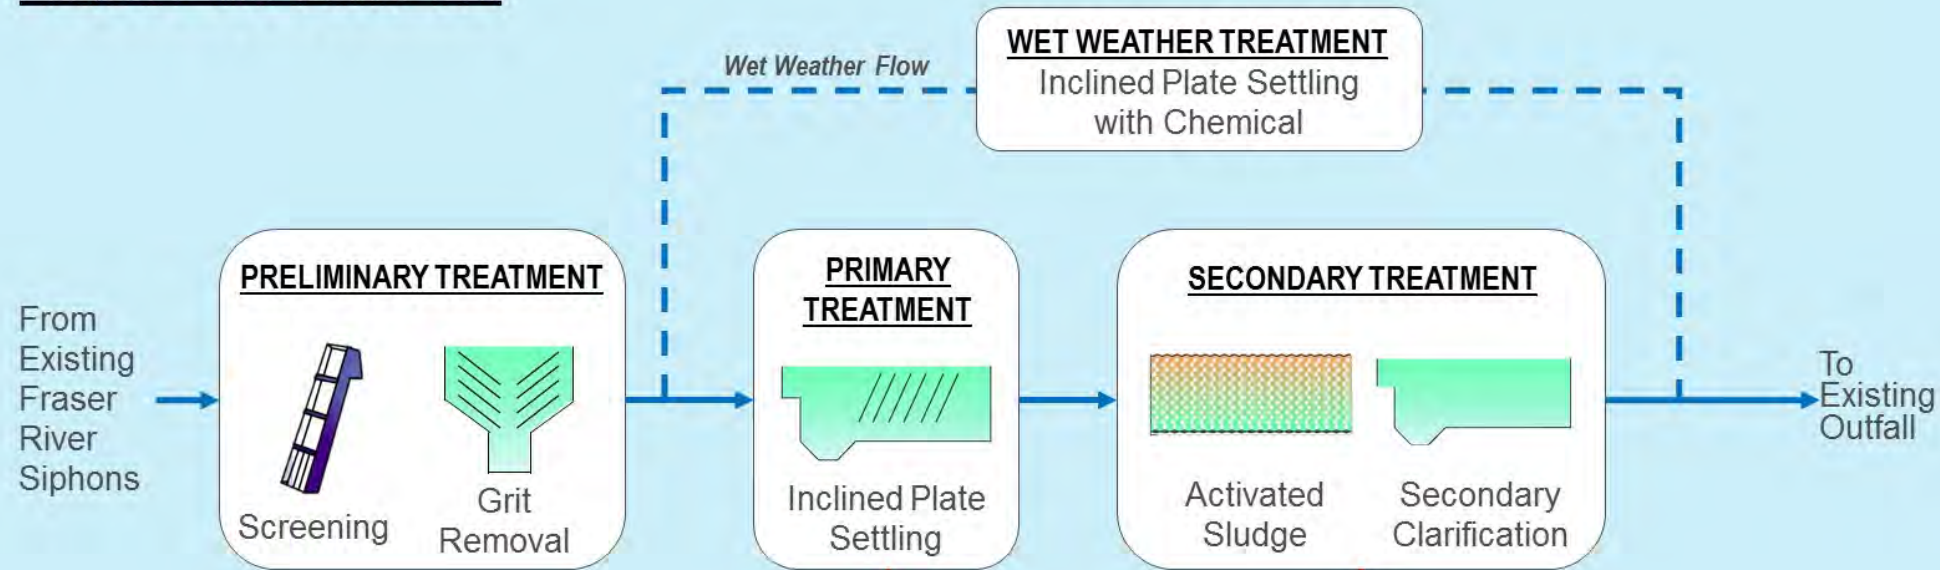 WET WEATHER TREATMENT
Inclined Plate Settling
with Chemical
Wet Weather Flow
From
Existing
Fraser
River
Siphons
PRELIMINARY TREATMENT
Screening
Grit
Removal
PRIMARY
TREATMENT
Inclined Plate
Settling
SECONDARY TREATMENT
Activated
Sludge
Secondary
Clarification
To
Existing
Outfall